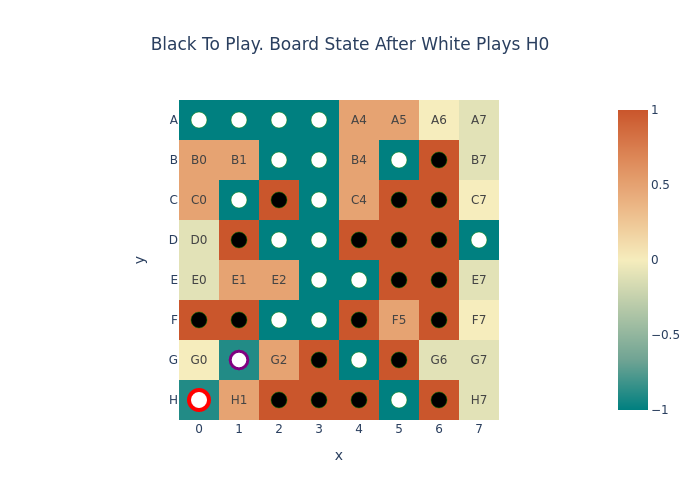 Black To Play. Board State After White Plays H0
A A4 A5 A6 A7
B B0 B1 B4 B7
C C0 C4 C7
D D0
E E0 E1 E2 E7
F F5 F7
G G0 G2 G6 G7
H H1 H7
0 1 2 3 4 5 6 7
x
y
1
0.5
0
−0.5
−1